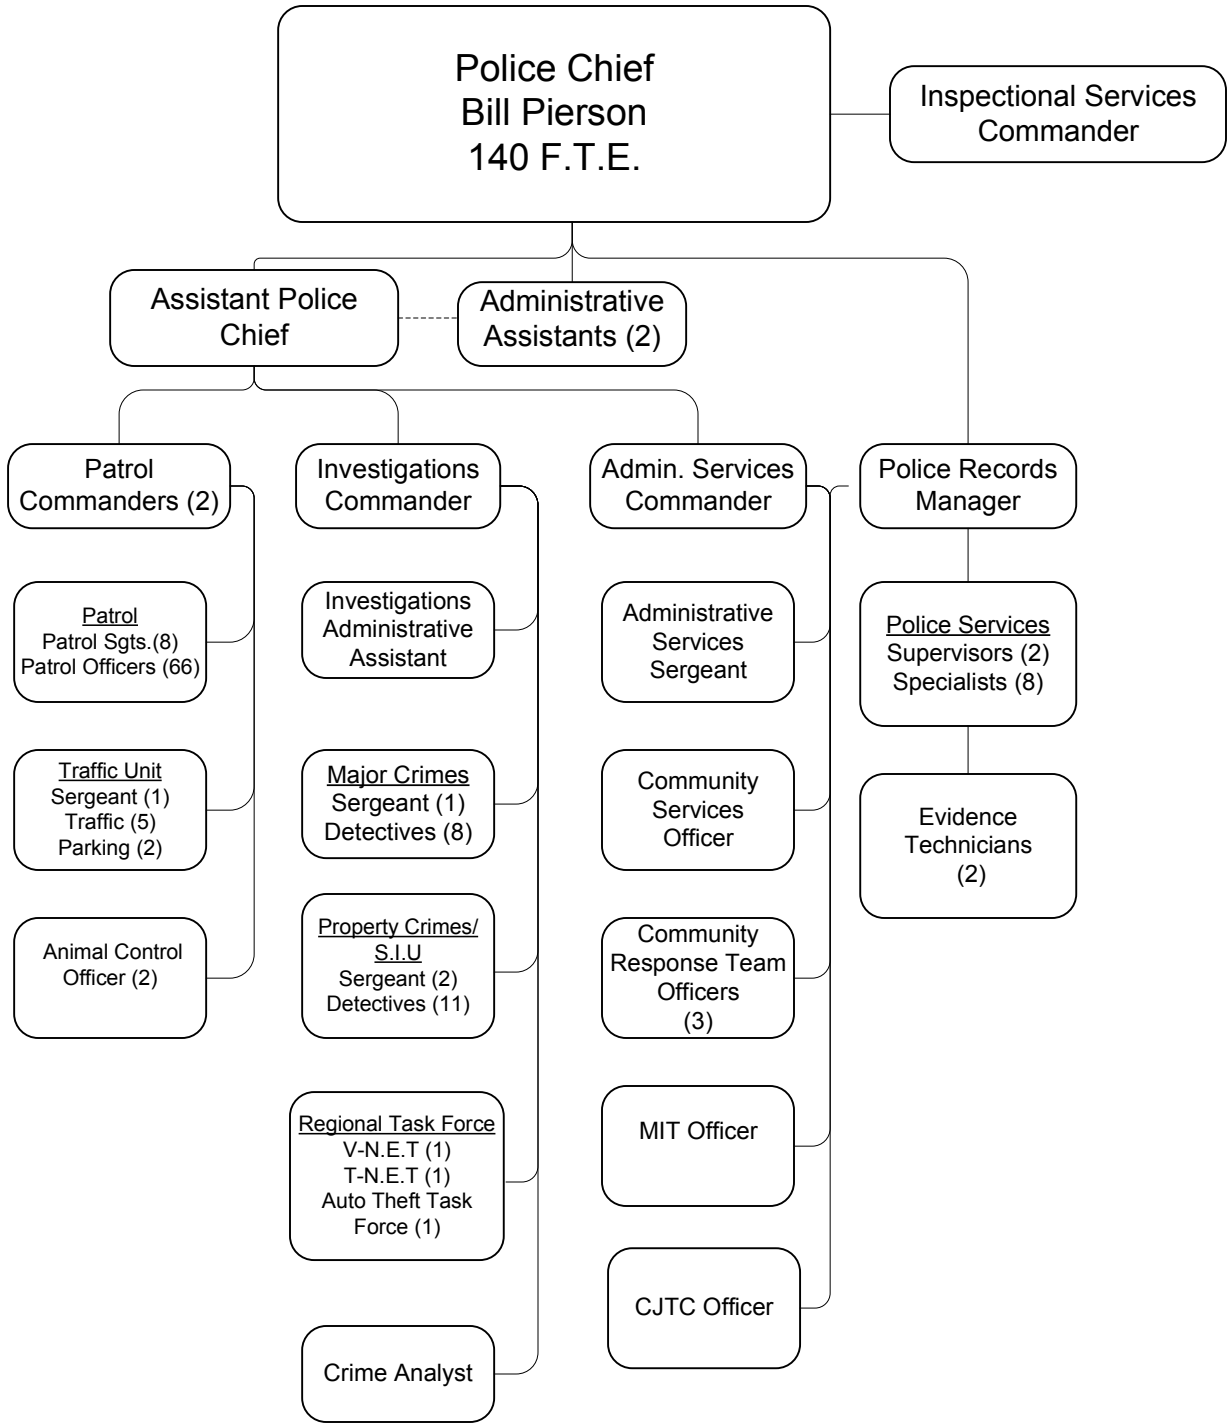 Police Chief
Bill Pierson
140 F.T.E.
Inspectional Services
Commander
Assistant Police
Chief
Administrative
Assistants (2)
Patrol
Commanders (2)
Investigations
Commander
Admin. Services
Commander
Police Records
Manager
Patrol
Patrol Sgts.(8)
Patrol Officers (66)
Investigations
Administrative
Assistant
Administrative
Services
Sergeant
Police Services
Supervisors (2)
Specialists (8)
Traffic Unit
Sergeant (1)
Traffic (5)
Parking (2)
Major Crimes
Sergeant (1)
Detectives (8)
Community
Services
Officer
Evidence
Technicians
(2)
Animal Control
Officer (2)
Property Crimes/
S.I.U
Sergeant (2)
Detectives (11)
Community
Response Team
Officers
(3)
Regional Task Force
V-N.E.T (1)
T-N.E.T (1)
Auto Theft Task
Force (1)
MIT Officer
CJTC Officer
Crime Analyst